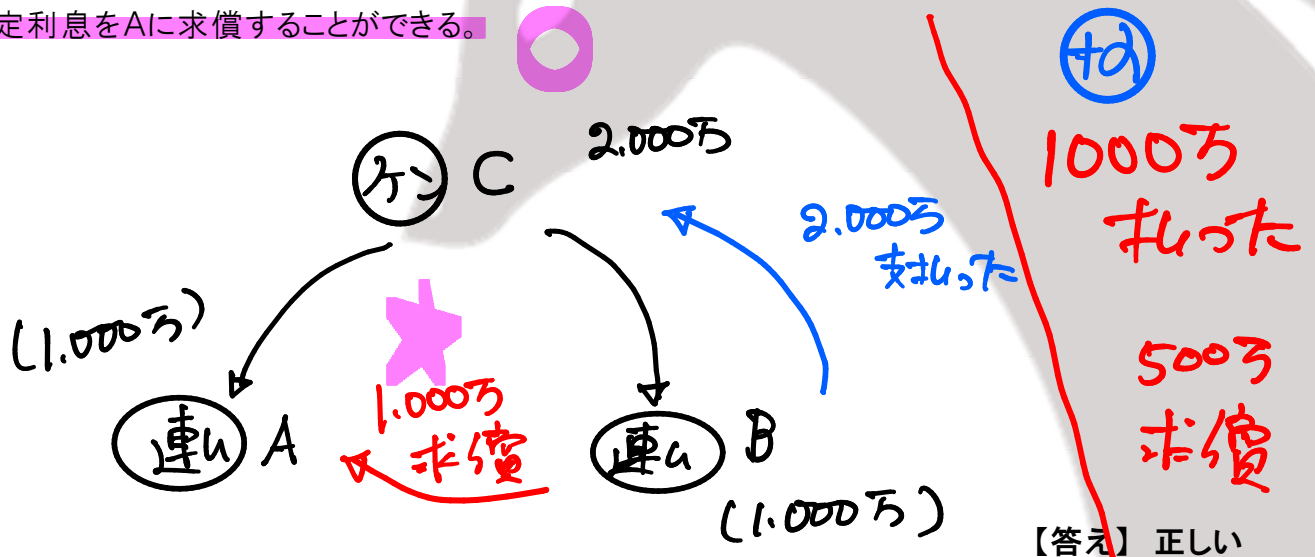 定利息をAに求償することができる。
+α
2.000万
ケン C
1000万
払った
2.000万
支払った
(1.000万)
1.000万
求償
500万
求償
連ム A
連ム B
(1.000万)
【答え】 正しい